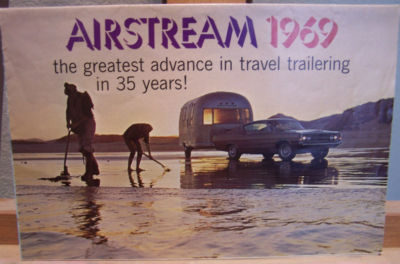 AIRSTREAM 1969
the greatest advance in travel trailering
in 35 years!